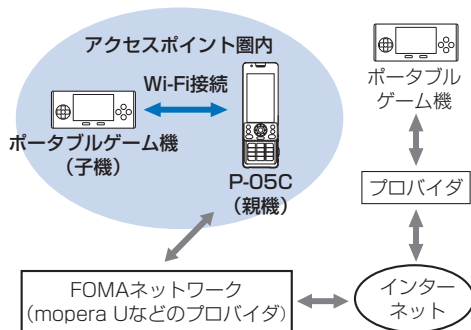 アクセスポイント圏内
Wi-Fi接続
ポータブルゲーム機
（子機）
P-05C
（親機）
ポータブル
ゲーム機
プロバイダ
インター
ネット
FOMAネットワーク
（mopera Uなどのプロバイダ）